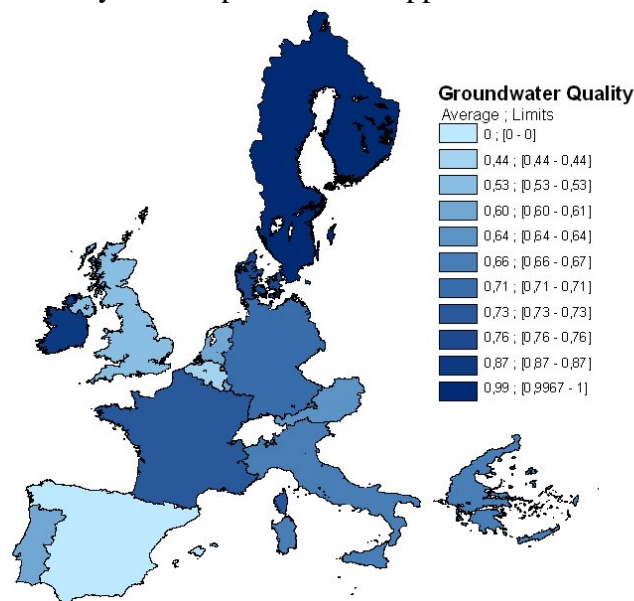 Groundwater Quality
Average ; Limits
0 ; [0 - 0]
0,44 ; [0,44 - 0,44]
0,53 ; [0,53 - 0,53]
0,60 ; [0,60 - 0,61]
0,64 ; [0,64 - 0,64]
0,66 ; [0,66 - 0,67]
0,71 ; [0,71 - 0,71]
0,73 ; [0,73 - 0,73]
0,76 ; [0,76 - 0,76]
0,87 ; [0,87 - 0,87]
0,99 ; [0,9967 - 1]